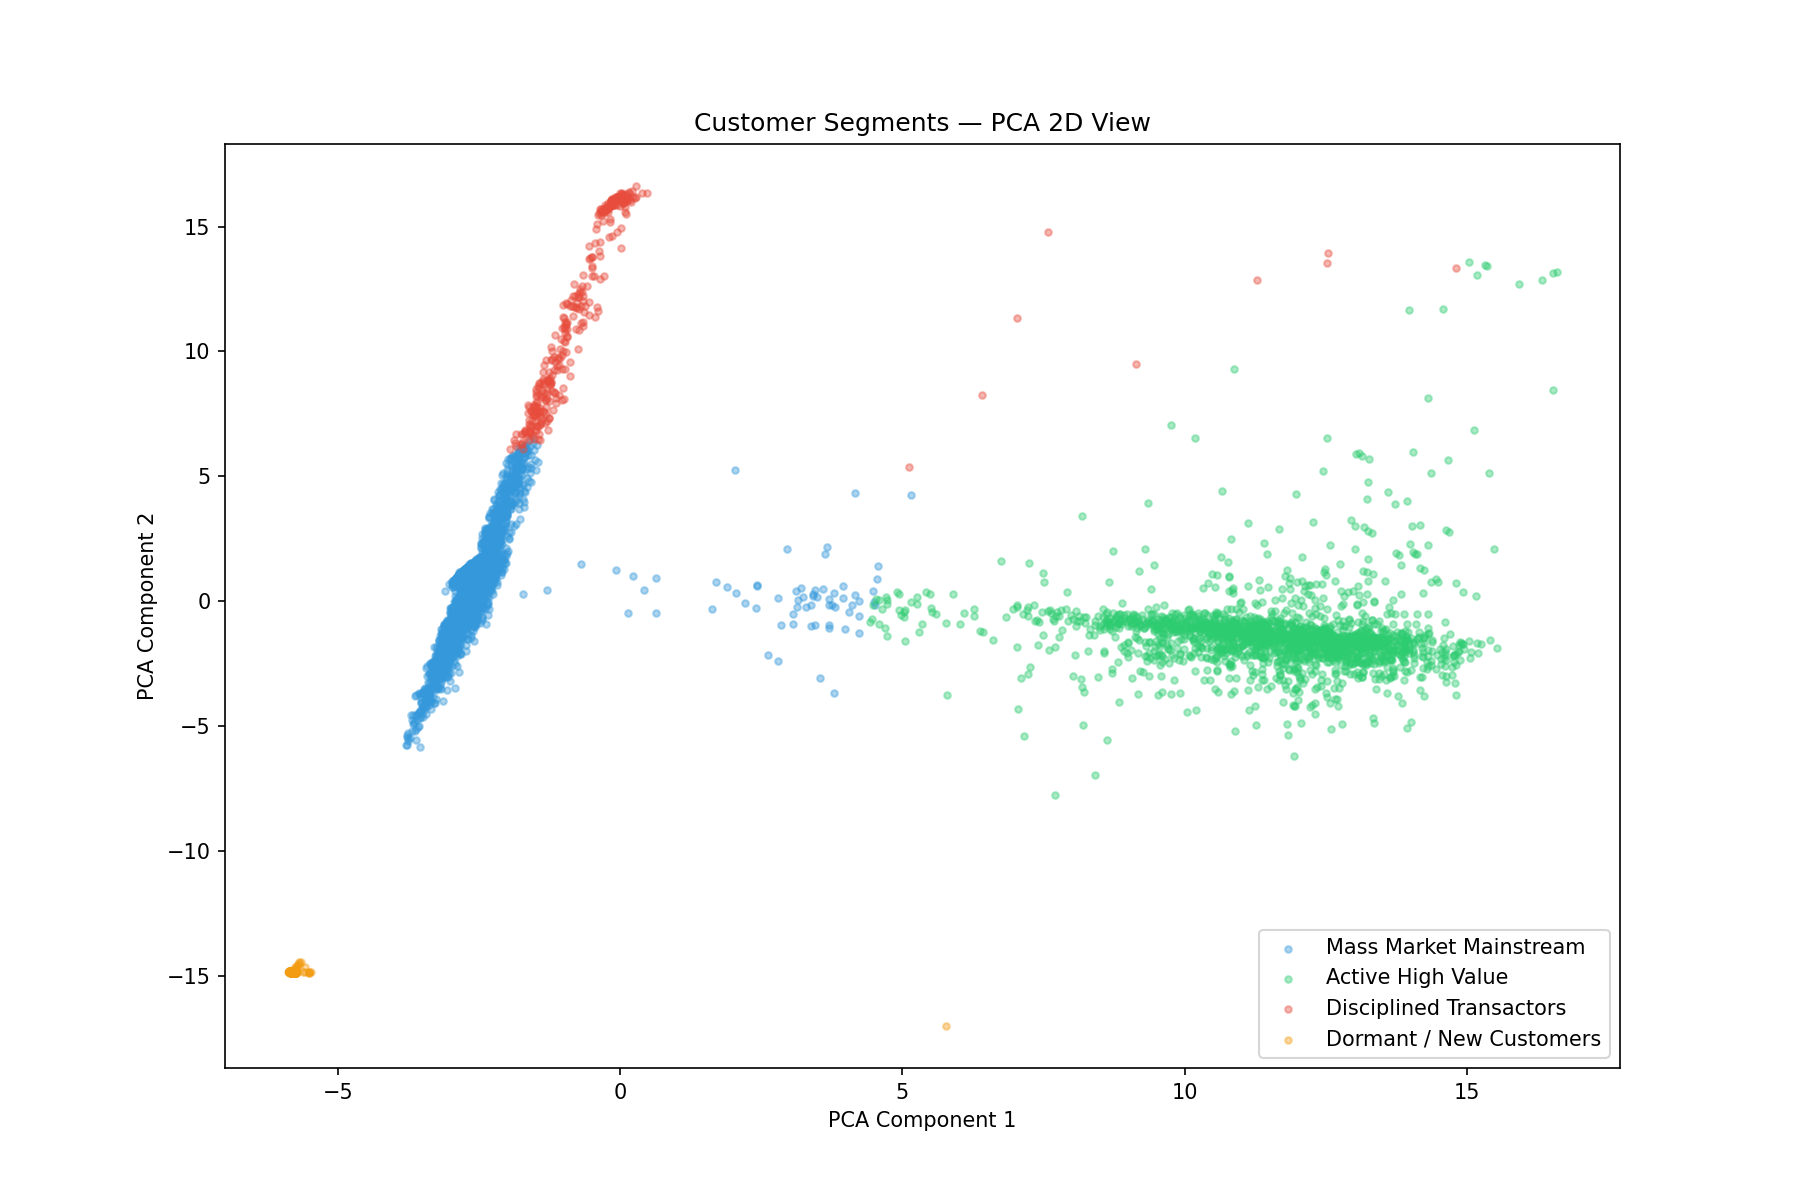 Customer Segments — PCA 2D View
PCA Component 2
15
10
5
0
−5
−10
−15
−5
0
5
10
15
PCA Component 1
Mass Market Mainstream
Active High Value
Disciplined Transactors
Dormant / New Customers